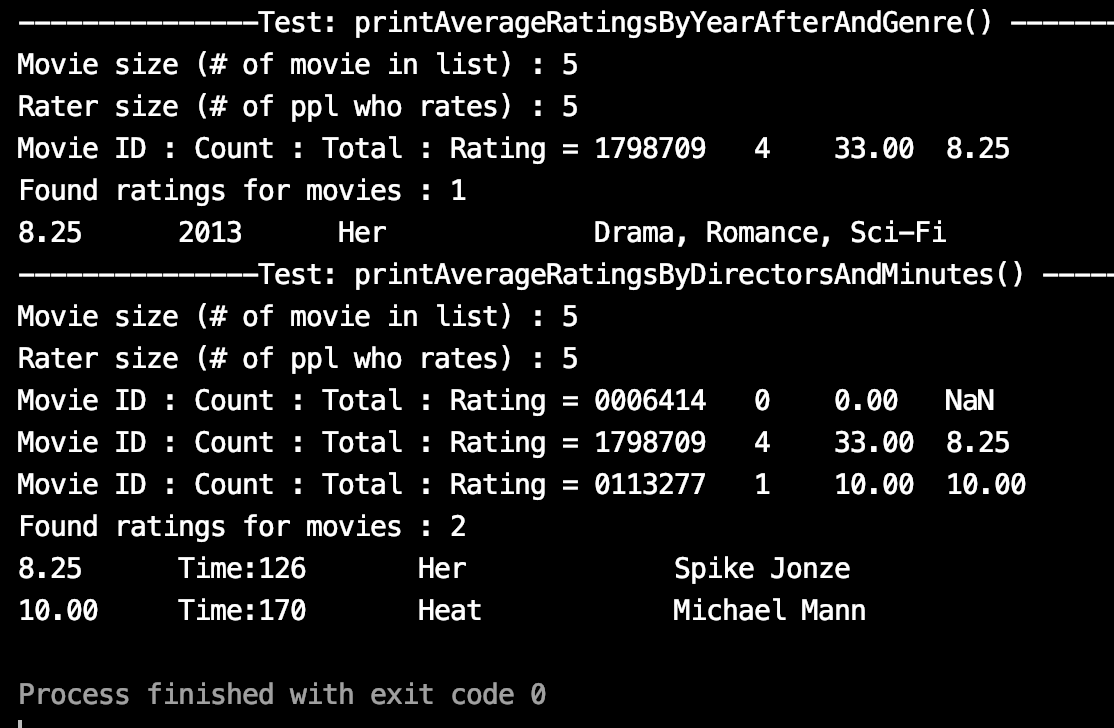 ---------------Test: printAverageRatingsByYearAfterAndGenre() -------
Movie size (# of movie in list) : 5
Rater size (# of ppl who rates) : 5
Movie ID : Count : Total : Rating = 1798709   4    33.00  8.25
Found ratings for movies : 1
8.25      2013      Her             Drama, Romance, Sci-Fi
---------------Test: printAverageRatingsByDirectorsAndMinutes() -----
Movie size (# of movie in list) : 5
Rater size (# of ppl who rates) : 5
Movie ID : Count : Total : Rating = 0006414   0    0.00   NaN
Movie ID : Count : Total : Rating = 1798709   4    33.00  8.25
Movie ID : Count : Total : Rating = 0113277   1    10.00  10.00
Found ratings for movies : 2
8.25      Time:126       Her             Spike Jonze
10.00     Time:170       Heat            Michael Mann
Process finished with exit code 0